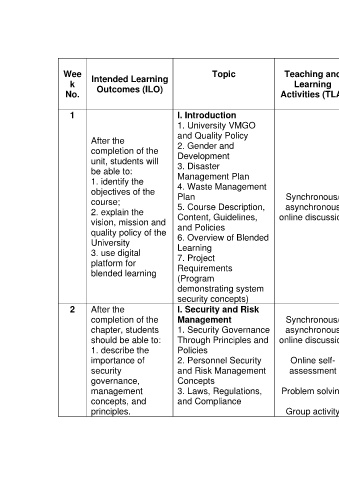 Wee
k
No.
Intended Learning
Outcomes (ILO)
Topic
Teaching and
Learning
Activities (TLA
1
After the
completion of the
unit, students will
be able to:
1. identify the
objectives of the
course;
2. explain the
vision, mission and
quality policy of the
University
3. use digital
platform for
blended learning
I. Introduction
1. University VMGO
and Quality Policy
2. Gender and
Development
3. Disaster
Management Plan
4. Waste Management
Plan
5. Course Description,
Content, Guidelines,
and Policies
6. Overview of Blended
Learning
7. Project
Requirements
(Program
demonstrating system
security concepts)
Synchronous/
asynchronous
online discussio
2
After the
completion of the
chapter, students
should be able to:
1. describe the
importance of
security
governance,
management
concepts, and
principles.
I. Security and Risk
Management
1. Security Governance
Through Principles and
Policies
2. Personnel Security
and Risk Management
Concepts
3. Laws, Regulations,
and Compliance
Synchronous/
asynchronous
online discussio
Online self-
assessment
Problem solvin
Group activity